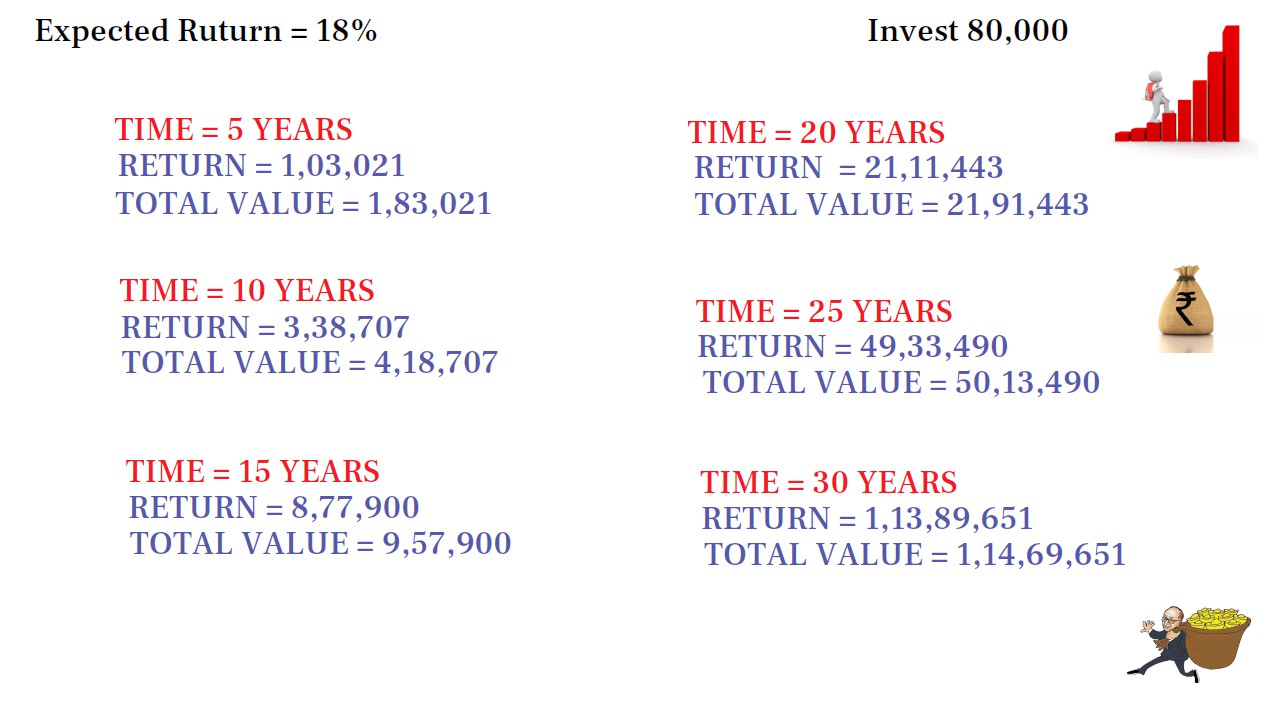 Expected Ruturn = 18%
Invest 80,000
TIME = 5 YEARS
RETURN = 1,03,021
TOTAL VALUE = 1,83,021
TIME = 10 YEARS
RETURN = 3,38,707
TOTAL VALUE = 4,18,707
TIME = 15 YEARS
RETURN = 8,77,900
TOTAL VALUE = 9,57,900
TIME = 20 YEARS
RETURN = 21,11,443
TOTAL VALUE = 21,91,443
TIME = 25 YEARS
RETURN = 49,33,490
TOTAL VALUE = 50,13,490
₹
TIME = 30 YEARS
RETURN = 1,13,89,651
TOTAL VALUE = 1,14,69,651